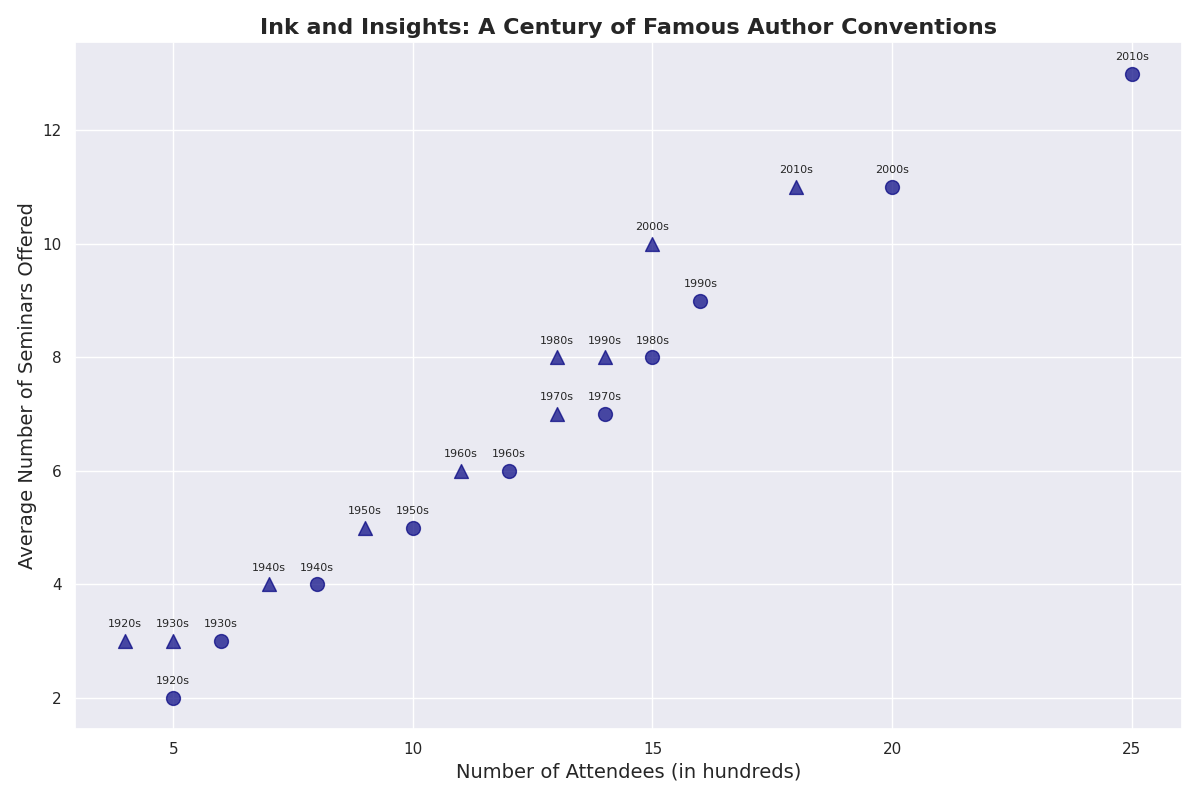 Ink and Insights: A Century of Famous Author Conventions
2010s
12
2010s 2000s
2000s
10
1990s
1980s 1990s 1980s
8
1970s 1970s
1960s 1960s
6
1950s 1950s
1940s 1940s
4
1920s 1930s 1930s
1920s
2
Average Number of Seminars Offered
5 10 15 20 25
Number of Attendees (in hundreds)